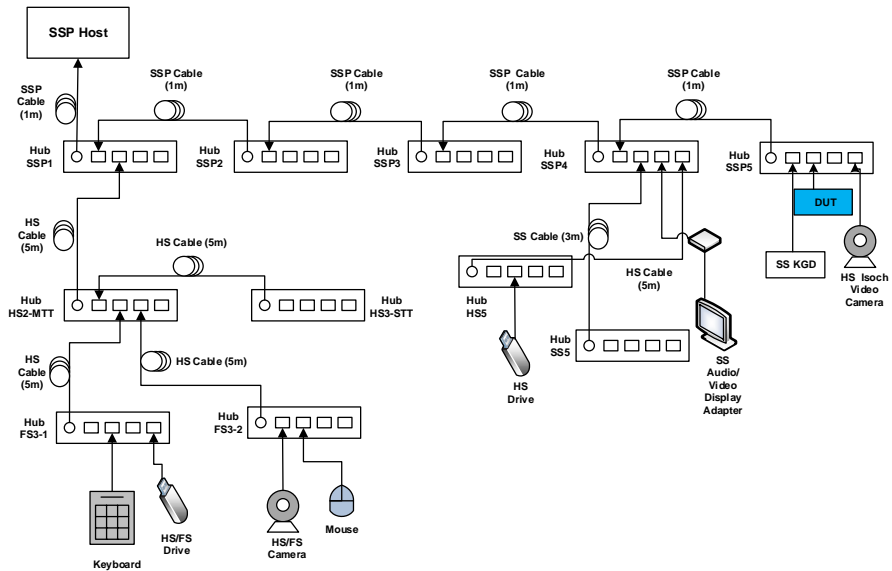 SSP Host
SSP
Cable
(1m)
SSP Cable
(1m)
SSP Cable
(1m)
SSP Cable
(1m)
SSP Cable
(1m)
Hub
SSP1
Hub
SSP2
Hub
SSP3
Hub
SSP4
Hub
SSP5
DUT
SS KGD
HS Isoch
Video
Camera
HS
Cable
(5m)
HS Cable (5m)
SS Cable (3m)
HS Cable
(5m)
Hub
HS2-MTT
Hub
HS3-STT
Hub
HS5
Hub
SS5
HS
Drive
SS
Audio/
Video
Display
Adapter
HS
Cable
(5m)
HS Cable (5m)
Hub
FS3-1
Hub
FS3-2
Keyboard
HS/FS
Drive
HS/FS
Camera
Mouse